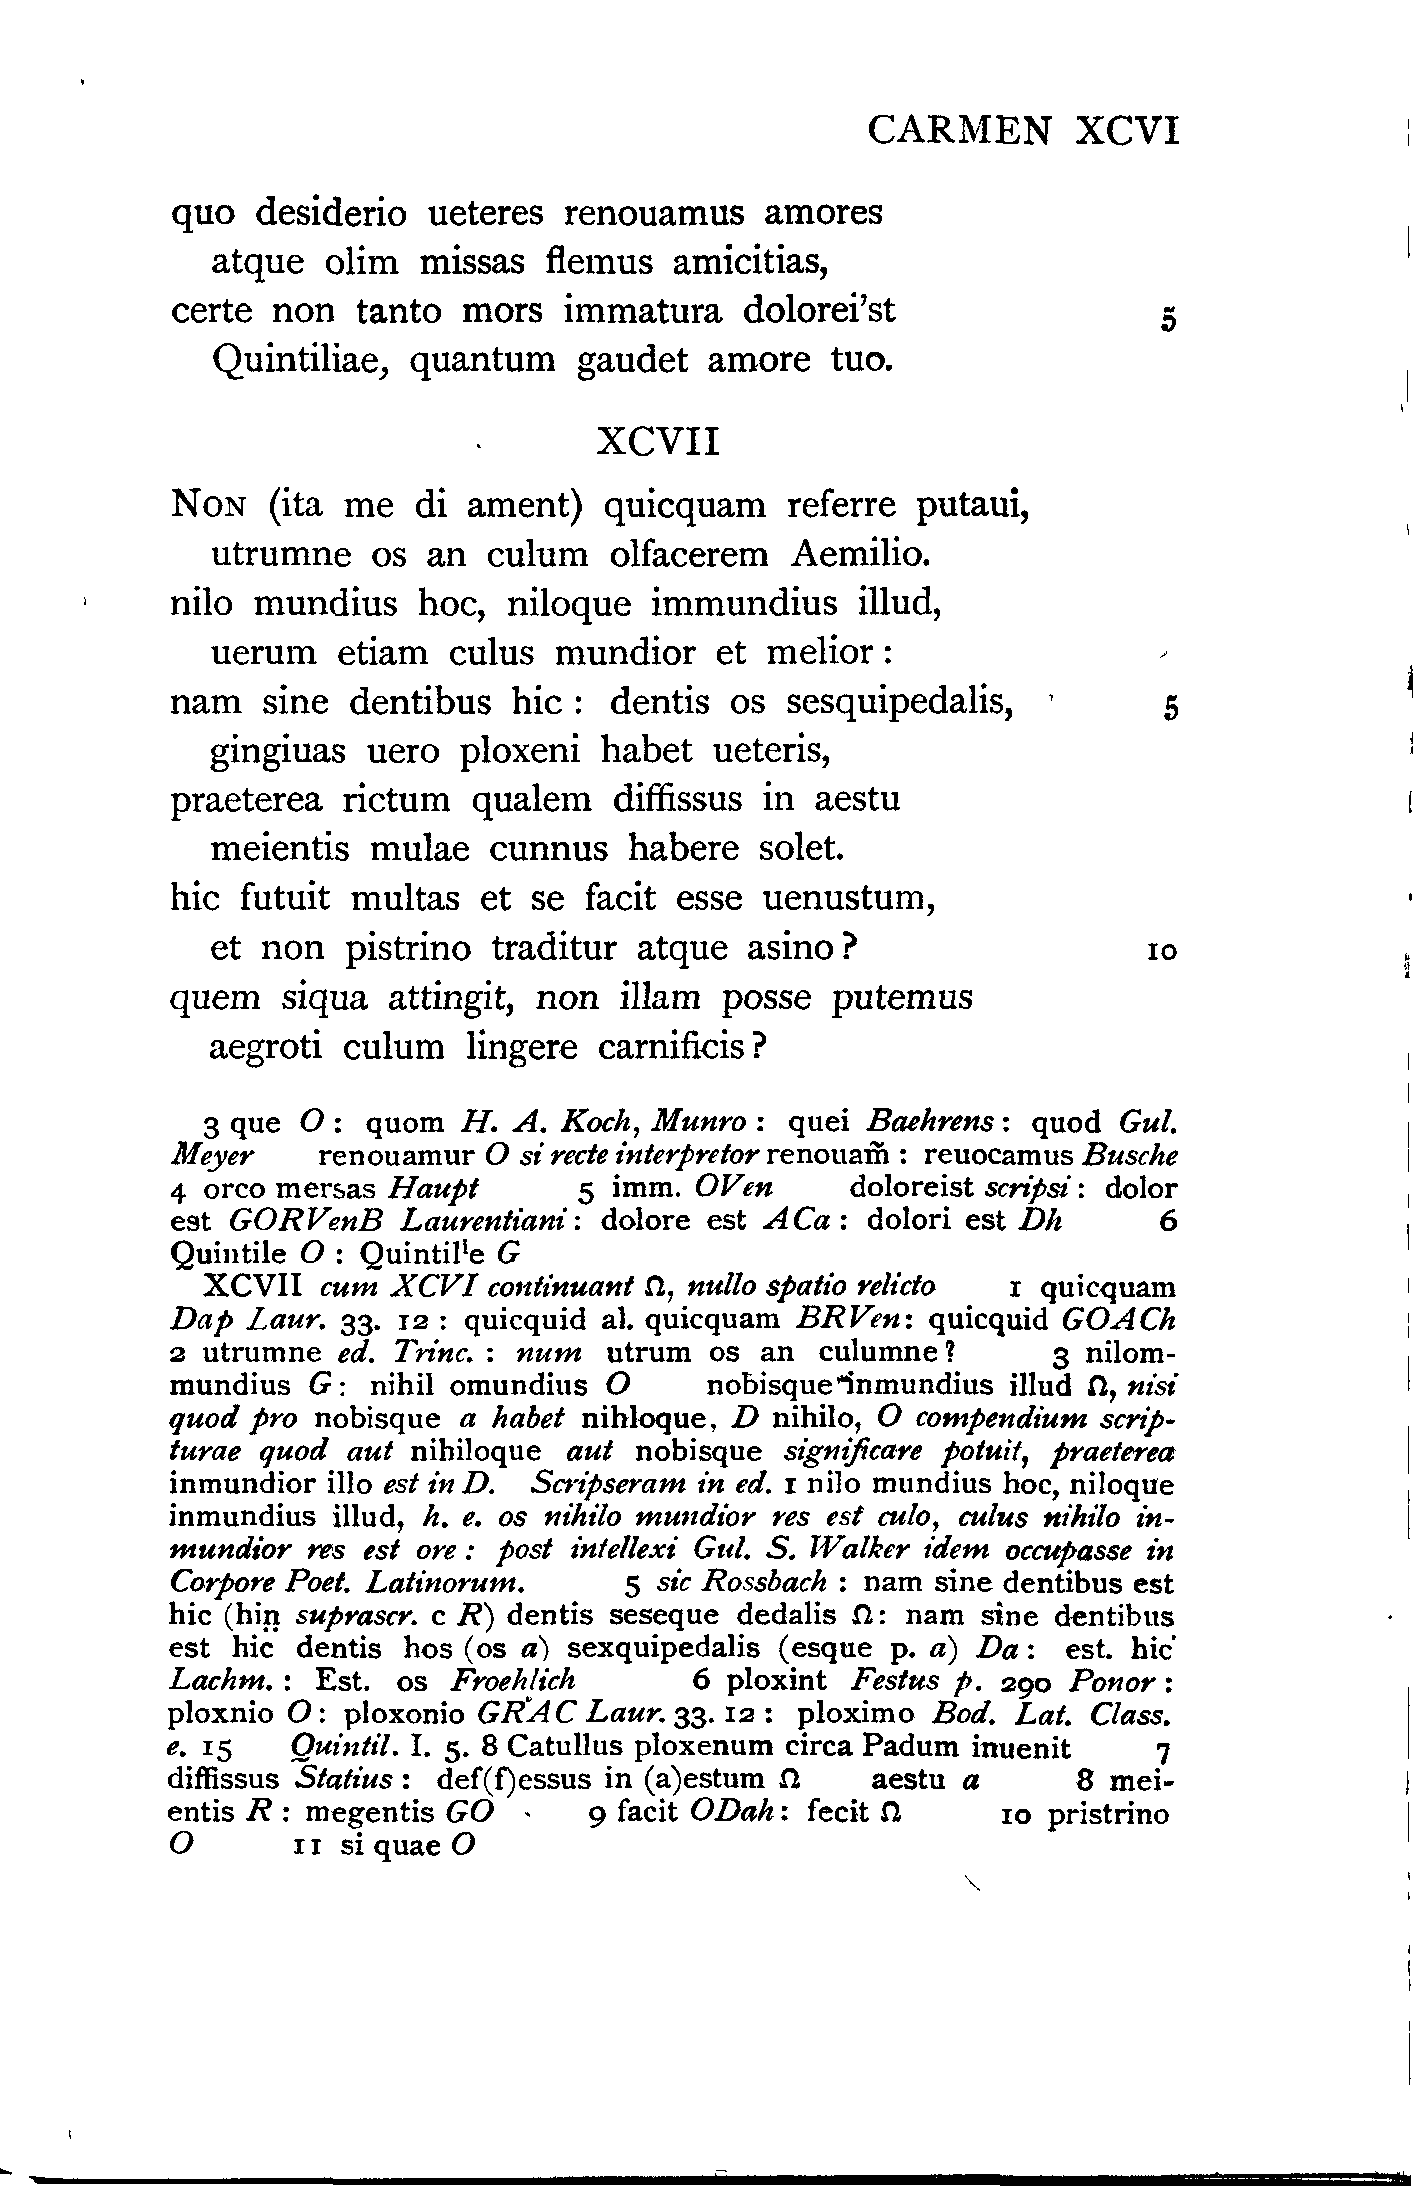 CARMEN XCVI
quo desiderio ueteres renouamus amores
atque olim missas flemus amicitias,
certe non tanto mors immatura dolorei'st 5
Quintiliae, quantum gaudet amore tuo.
XCVII
NON (ita me di ament) quicquam referre putaui,
utrumne os an culum olfacerem Aemilio.
nilo mundius hoc, niloque immundius illud,
uerum etiam culus mundior et melior :
nam sine dentibus hic : dentis os sesquipedalis, 5
gingiuas uero ploxeni habet ueteris,
praeterea rictum qualem diffissus in aestu
meientis mulae cunnus habere solet.
hic futuit multas et se facit esse uenustum,
et non pistrino traditur atque asino? 10
quem siqua attingit, non illam posse putemus
aegroti culum lingere carnificis?
3 que O : quom H. A. Koch, Munro : quei Baehrens : quod Gul.
Meyer renouamur O si recte interpretor renouam̄ : reuocamus Busche
4 orco mersas Haupt 5 imm. OVen doloreist scripsi : dolor
est GORVenB Laurentiani : dolore est ACa : dolori est Dh 6
Quintile O : Quintilˡe G
XCVII cum XCVI continuant Ω, nullo spatio relicto 1 quicquam
Dap Laur. 33. 12 : quicquid al. quicquam BRVen : quicquid GOACh
2 utrumne ed. Trinc. : num utrum os an culumne? 3 nilom-
mundius G : nihil omundius O nobisque inmundius illud Ω, nisi
quod pro nobisque a habet nihloque, D nihilo, O compendium scrip-
turae quod aut nihiloque aut nobisque significare potuit, praeterea
inmundior illo est in D. Scripseram in ed. 1 nilo mundius hoc, niloque
inmundius illud, h. e. os nihilo mundior res est culo, culus nihilo in-
mundior res est ore : post intellexi Gul. S. Walker idem occupasse in
Corpore Poet. Latinorum. 5 sic Rossbach : nam sine dentibus est
hic (hiṇ suprascr. c R) dentis seseque dedalis Ω : nam sine dentibus
est hic dentis hos (os a) sexquipedalis (esque p. a) Da : est. hic
Lachm. : Est. os Froehlich 6 ploxint Festus p. 290 Ponor :
ploxnio O : ploxonio GRAC Laur. 33. 12 : ploximo Bod. Lat. Class.
e. 15 Quintil. I. 5. 8 Catullus ploxenum circa Padum inuenit 7
diffissus Statius : def(f)essus in (a)estum Ω aestu a 8 mei-
entis R : megentis GO 9 facit ODah : fecit Ω 10 pristrino
O 11 si quae O